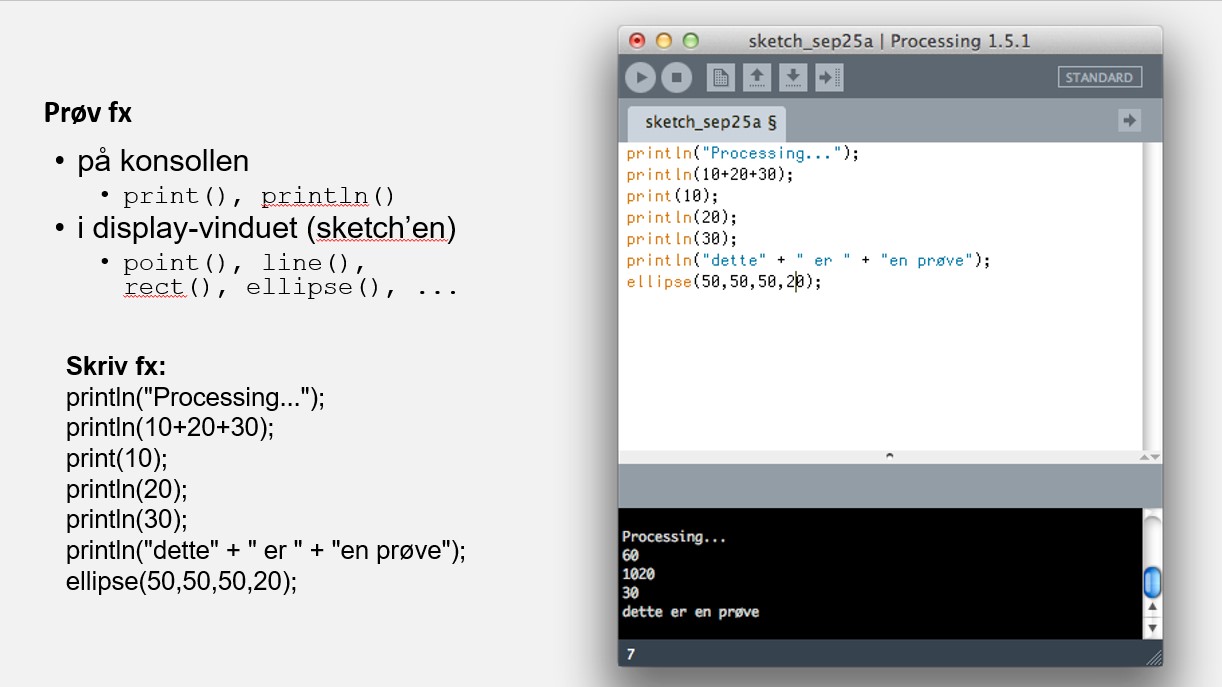 Prøv fx
• på konsollen
• print(), println()
• i display-vinduet (sketch’en)
• point(), line(),
rect(), ellipse(), ...
Skriv fx:
println("Processing...");
println(10+20+30);
print(10);
println(20);
println(30);
println("dette" + " er " + "en prøve");
ellipse(50,50,50,20);
sketch_sep25a | Processing 1.5.1
STANDARD
sketch_sep25a §
println("Processing...");
println(10+20+30);
print(10);
println(20);
println(30);
println("dette" + " er " + "en prøve");
ellipse(50,50,50,20);
Processing...
60
1020
30
dette er en prøve
7